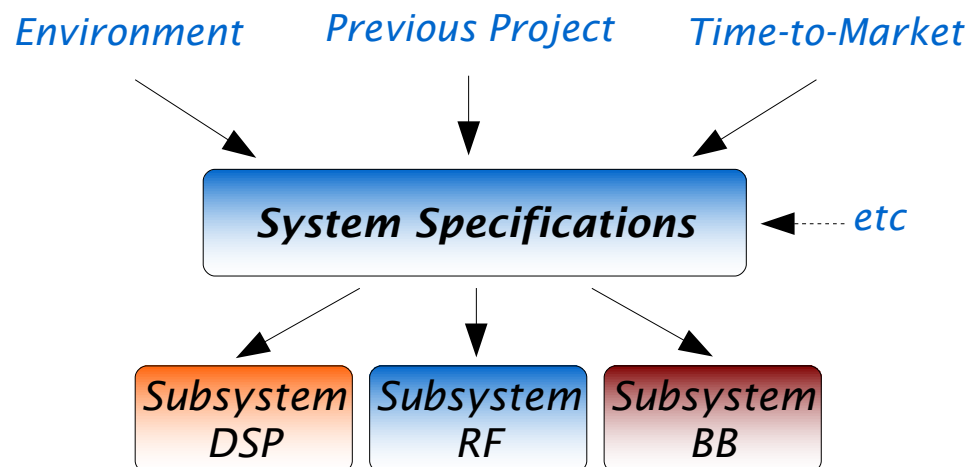 Environment
Previous Project
Time-to-Market
System Specifications
etc
Subsystem
DSP
Subsystem
RF
Subsystem
BB